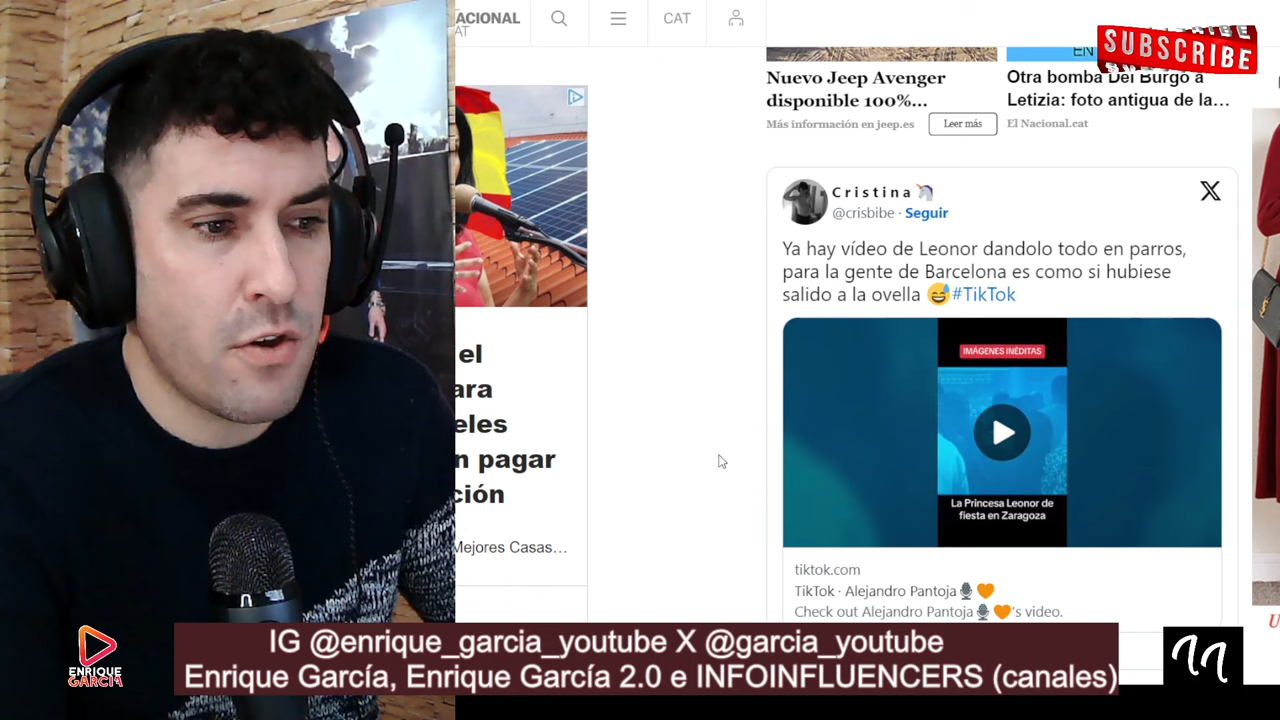 ACIONAL
AT
CAT
SUBSCRIBE
EN
Nuevo Jeep Avenger
disponible 100%...
Más información en jeep.es
Leer más
Otra bomba Del Burgo a
Letizia: foto antigua de la...
El Nacional.cat
Cristina
@crisbibe · Seguir
Ya hay vídeo de Leonor dandolo todo en parros,
para la gente de Barcelona es como si hubiese
salido a la ovella 😅#TikTok
IMÁGENES INÉDITAS
La Princesa Leonor de
fiesta en Zaragoza
tiktok.com
TikTok · Alejandro Pantoja🎙️🧡
Check out Alejandro Pantoja🎙️🧡's video.
el
ara
eles
n pagar
ción
Mejores Casas...
IG @enrique_garcia_youtube X @garcia_youtube
Enrique García, Enrique García 2.0 e INFOINFLUENCERS (canales)
ENRIQUE
GARCÍA